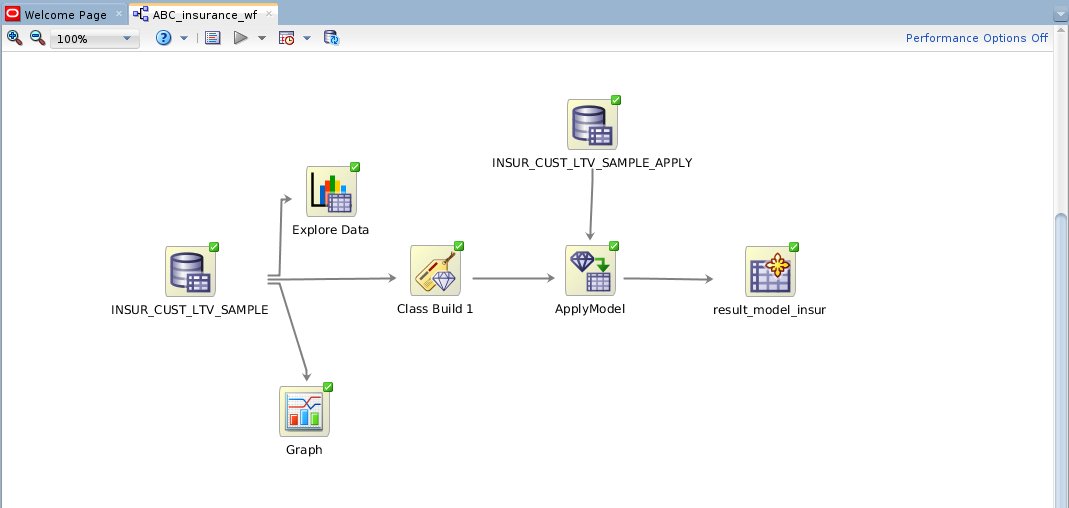 Welcome Page
ABC_insurance_wf
100%
Performance Options Off
INSUR_CUST_LTV_SAMPLE_APPLY
Explore Data
INSUR_CUST_LTV_SAMPLE
Class Build 1
ApplyModel
result_model_insur
Graph